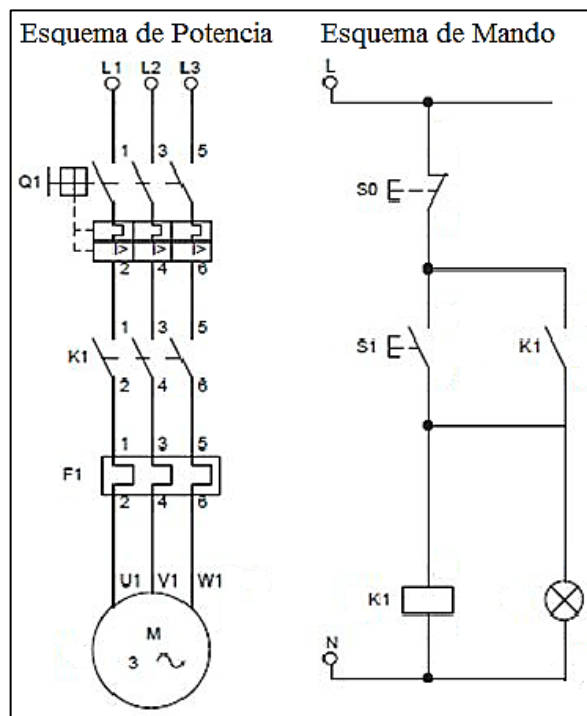 Esquema de Potencia
L1 L2 L3
1 3 5
Q1
I> I> I>
2 4 6
1 3 5
K1
2 4 6
1 3 5
F1
2 4 6
U1 V1 W1
M
3
Esquema de Mando
L
S0
S1 K1
K1
N